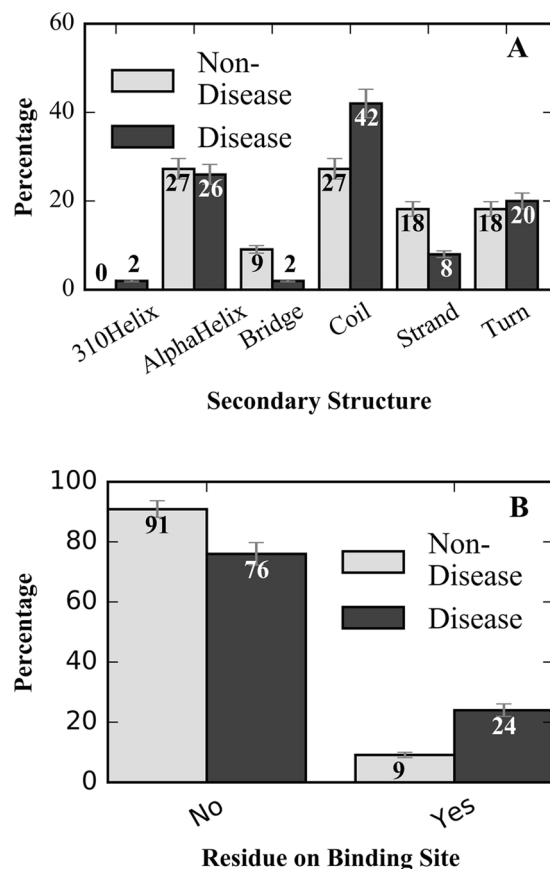 A
60
40
20
0
Percentage
Non-
Disease
Disease
0
2
27
26
9
2
27
42
18
8
18
20
310Helix
AlphaHelix
Bridge
Coil
Strand
Turn
Secondary Structure
B
100
80
60
40
20
0
Percentage
Non-
Disease
Disease
91
76
9
24
No
Yes
Residue on Binding Site